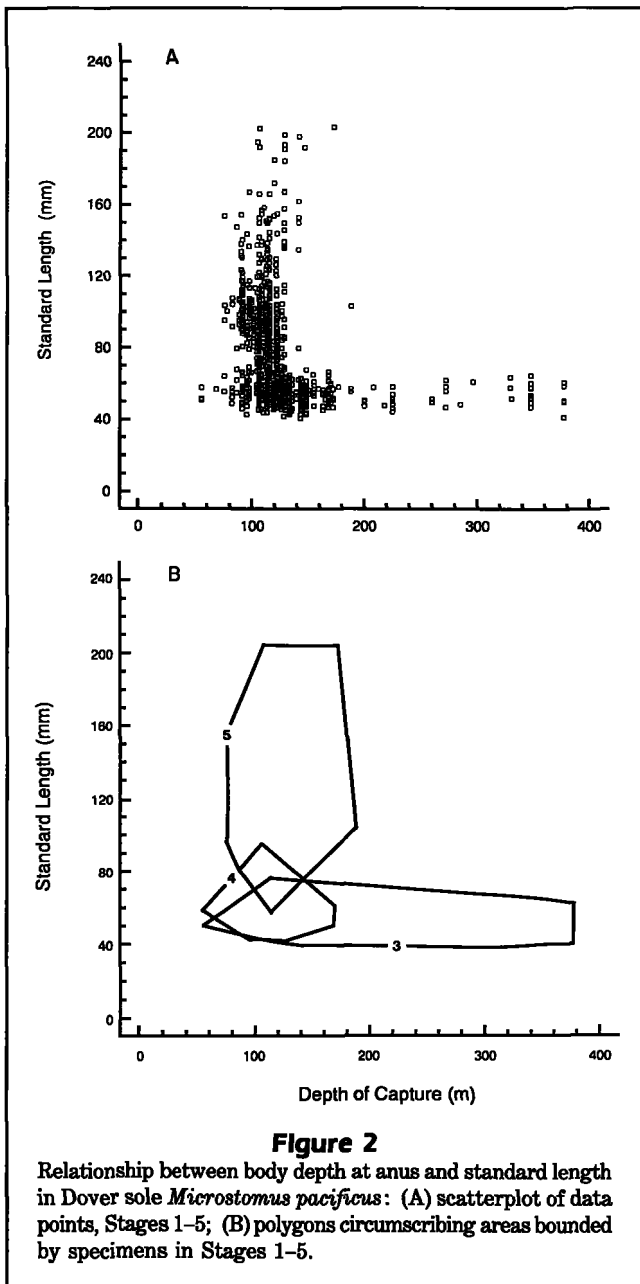 A
240
200
160
120
80
40
0
Standard Length (mm)
0 100 200 300 400
B
240
200
160
120
80
40
0
Standard Length (mm)
5
4
3
0 100 200 300 400
Depth of Capture (m)
Figure 2
Relationship between body depth at anus and standard length
in Dover sole Microstomus pacificus: (A) scatterplot of data
points, Stages 1–5; (B) polygons circumscribing areas bounded
by specimens in Stages 1–5.